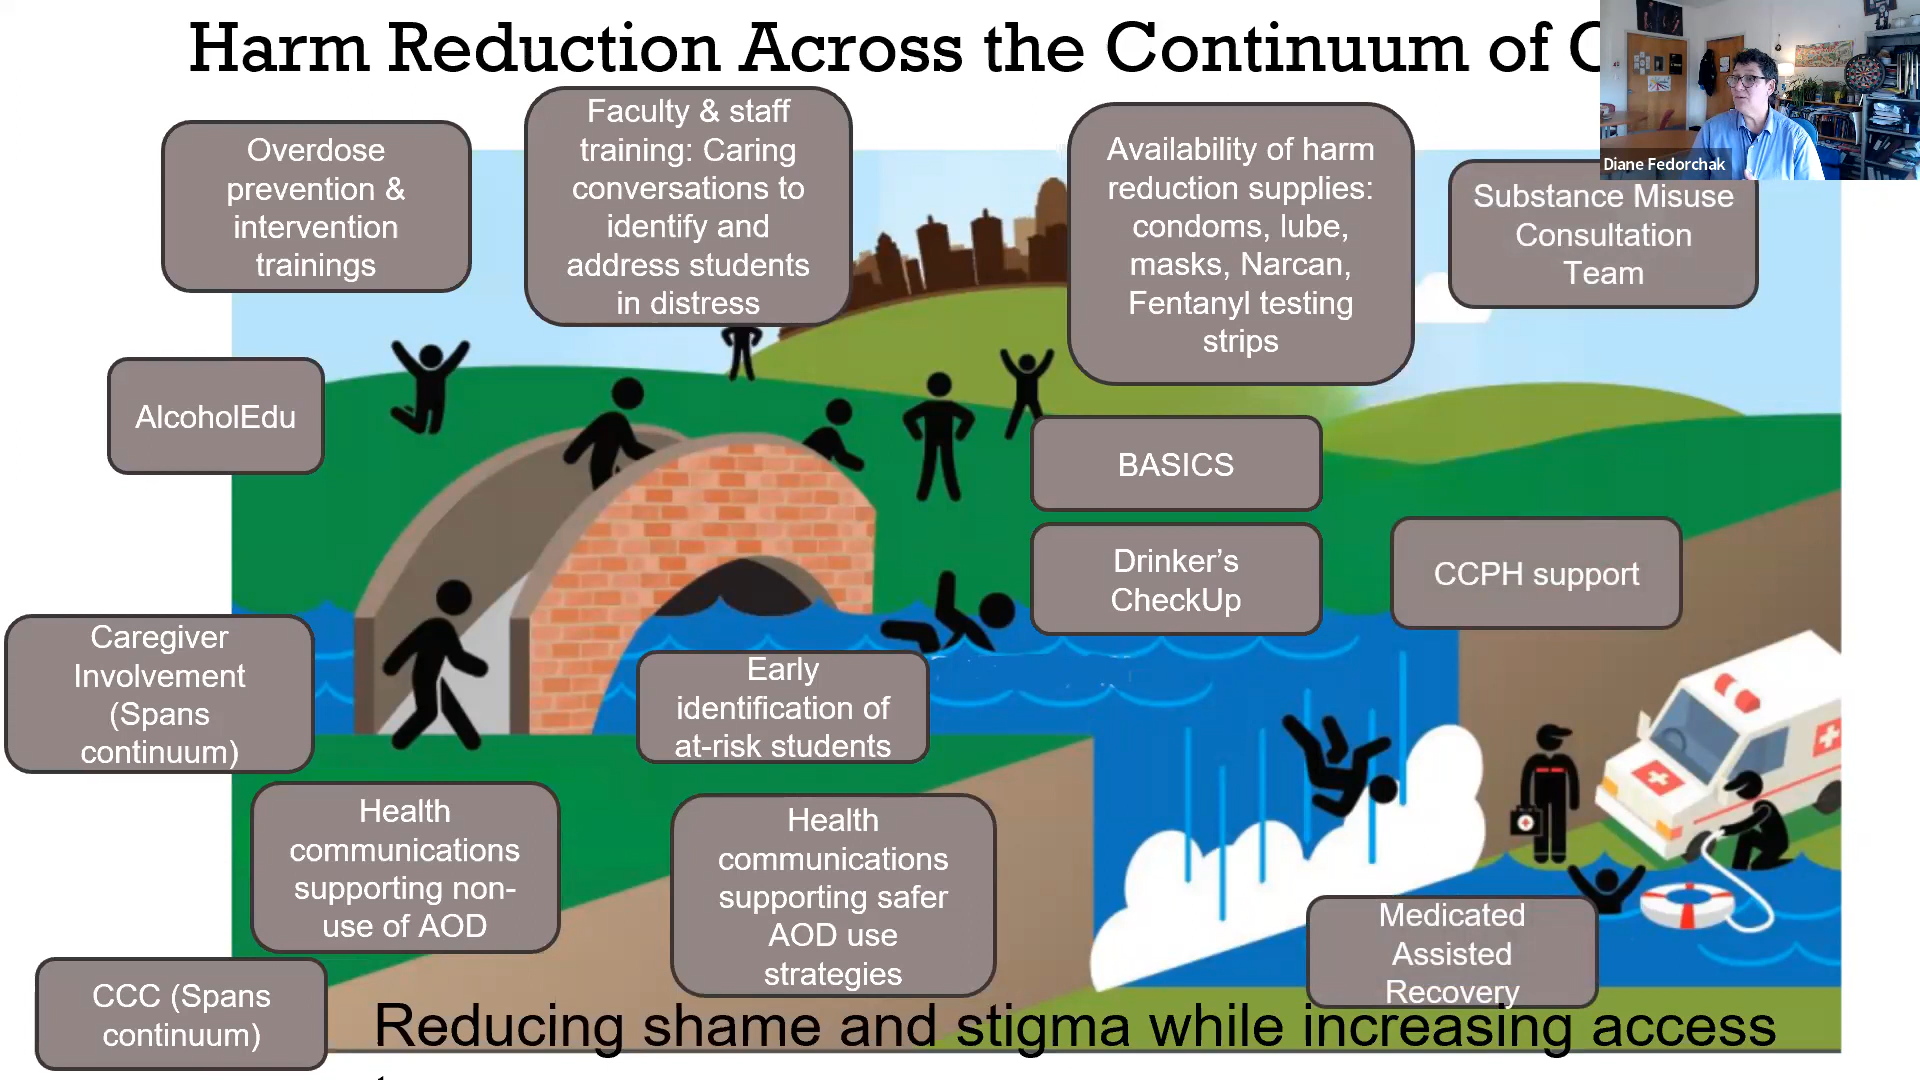 Harm Reduction Across the Continuum of
Diane Fedorchak
Overdose
prevention &
intervention
trainings
Faculty & staff
training: Caring
conversations to
identify and
address students
in distress
Availability of harm
reduction supplies:
condoms, lube,
masks, Narcan,
Fentanyl testing
strips
Substance Misuse
Consultation
Team
AlcoholEdu
BASICS
Drinker’s
CheckUp
CCPH support
Caregiver
Involvement
(Spans
continuum)
Early
identification of
at-risk students
Health
communications
supporting non-
use of AOD
Health
communications
supporting safer
AOD use
strategies
Medicated
Assisted
Recovery
CCC (Spans
continuum)
Reducing shame and stigma while increasing access